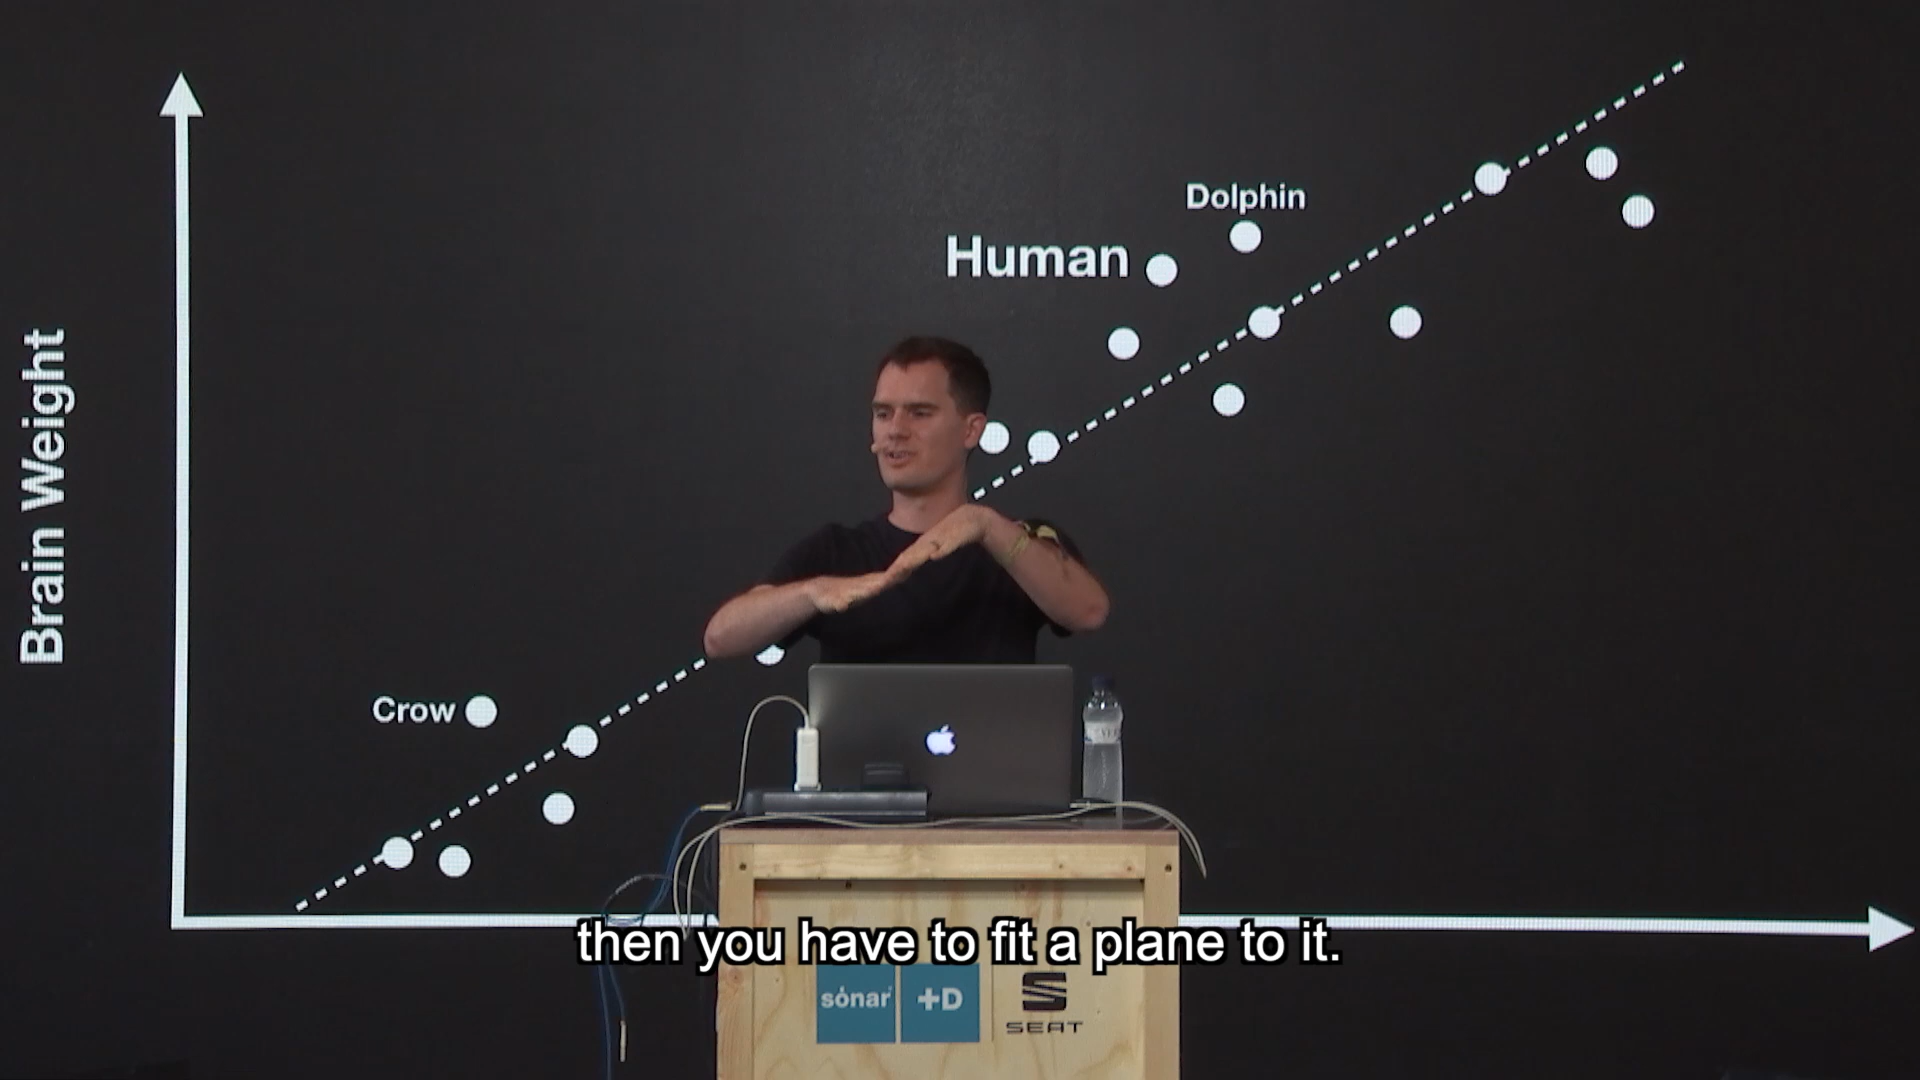 Dolphin
Human
Brain Weight
Crow
then you have to fit a plane to it.
sónar
+D
SEAT